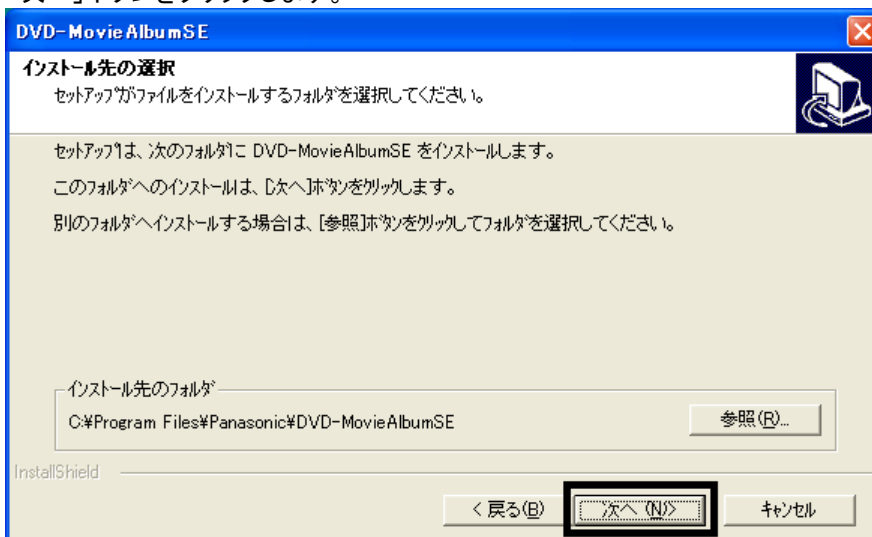 DVD-MovieAlbumSE
インストール先の選択
セットアップがファイルをインストールするフォルダを選択してください。
セットアップは、次のフォルダに DVD-MovieAlbumSE をインストールします。
このフォルダへのインストールは、[次へ]ボタンをクリックします。
別のフォルダへインストールする場合は、[参照]ボタンをクリックしてフォルダを選択してください。
インストール先のフォルダ
C:¥Program Files¥Panasonic¥DVD-MovieAlbumSE
参照(R)...
InstallShield
< 戻る(B)
次へ (N)>
キャンセル